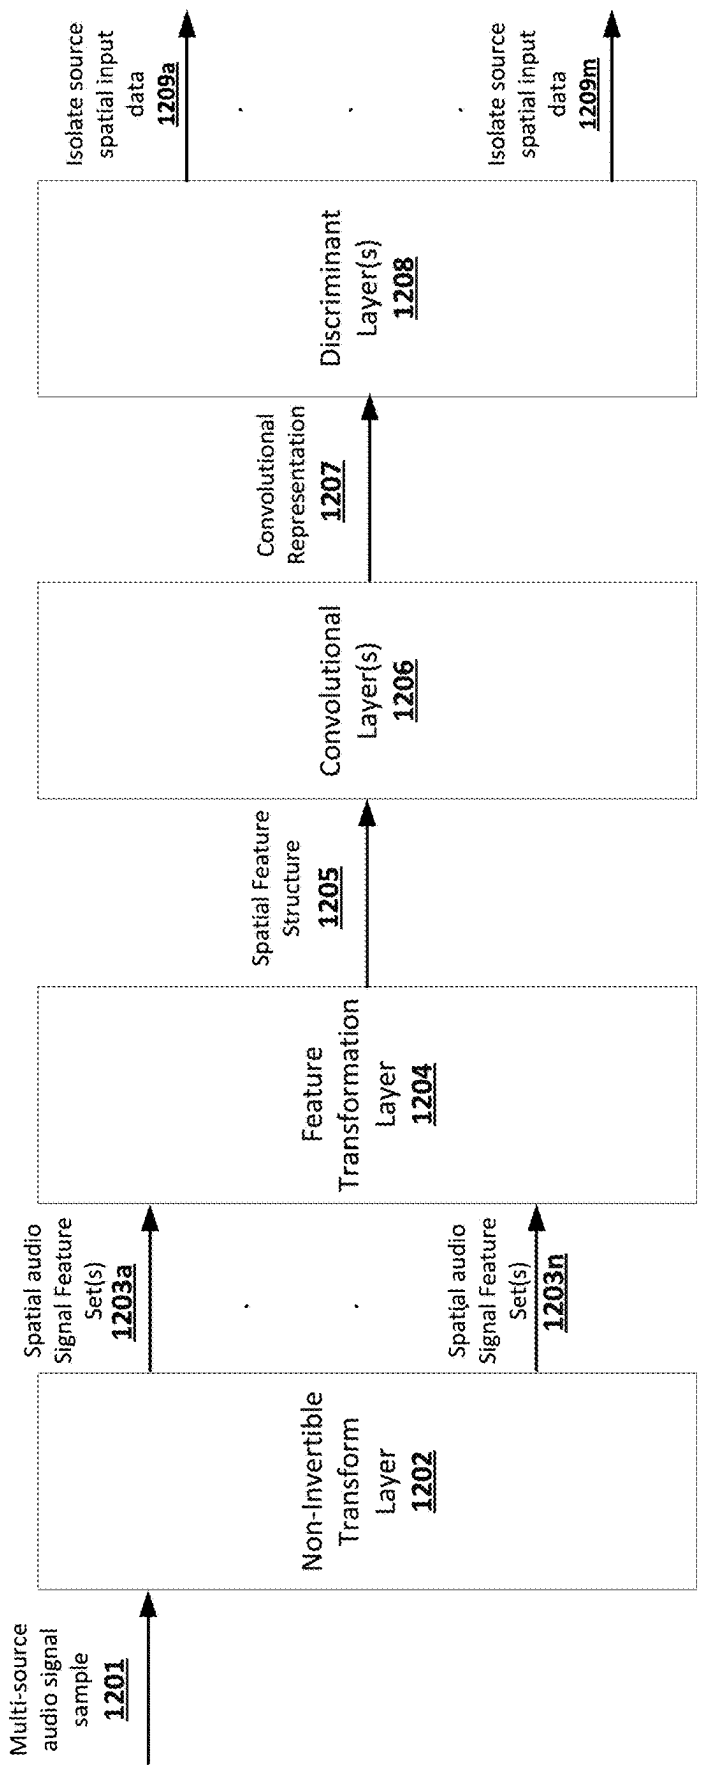 Multi-source
audio signal
sample
1201
Non-Invertible
Transform
Layer
1202
Spatial audio
Signal Feature
Set(s)
1203a
Spatial audio
Signal Feature
Set(s)
1203n
Feature
Transformation
Layer
1204
Spatial Feature
Structure
1205
Convolutional
Layer(s)
1206
Convolutional
Representation
1207
Discriminant
Layer(s)
1208
Isolate source
spatial input
data
1209a
Isolate source
spatial input
data
1209m